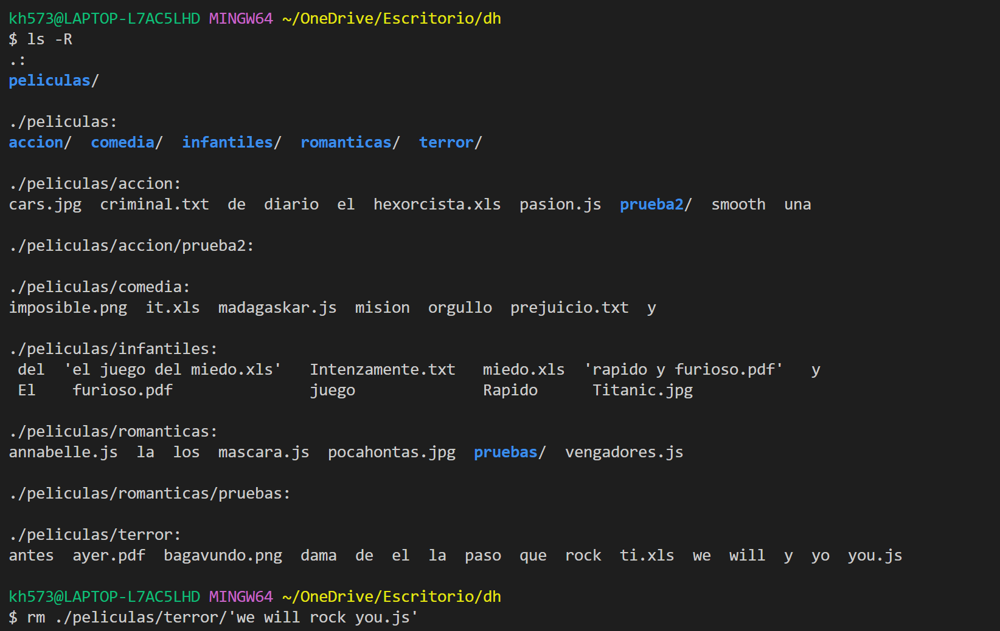 kh573@LAPTOP-L7AC5LHD MINGW64 ~/OneDrive/Escritorio/dh
$ ls -R
.:
peliculas/

./peliculas:
accion/  comedia/  infantiles/  romanticas/  terror/

./peliculas/accion:
cars.jpg  criminal.txt  de  diario  el  hexorcista.xls  pasion.js  prueba2/  smooth  una

./peliculas/accion/prueba2:

./peliculas/comedia:
imposible.png  it.xls  madagaskar.js  mision  orgullo  prejuicio.txt  y

./peliculas/infantiles:
 del  'el juego del miedo.xls'   Intenzamente.txt   miedo.xls  'rapido y furioso.pdf'   y
 El    furioso.pdf               juego              Rapido      Titanic.jpg

./peliculas/romanticas:
annabelle.js  la  los  mascara.js  pocahontas.jpg  pruebas/  vengadores.js

./peliculas/romanticas/pruebas:

./peliculas/terror:
antes  ayer.pdf  bagavundo.png  dama  de  el  la  paso  que  rock  ti.xls  we  will  y  yo  you.js

kh573@LAPTOP-L7AC5LHD MINGW64 ~/OneDrive/Escritorio/dh
$ rm ./peliculas/terror/'we will rock you.js'